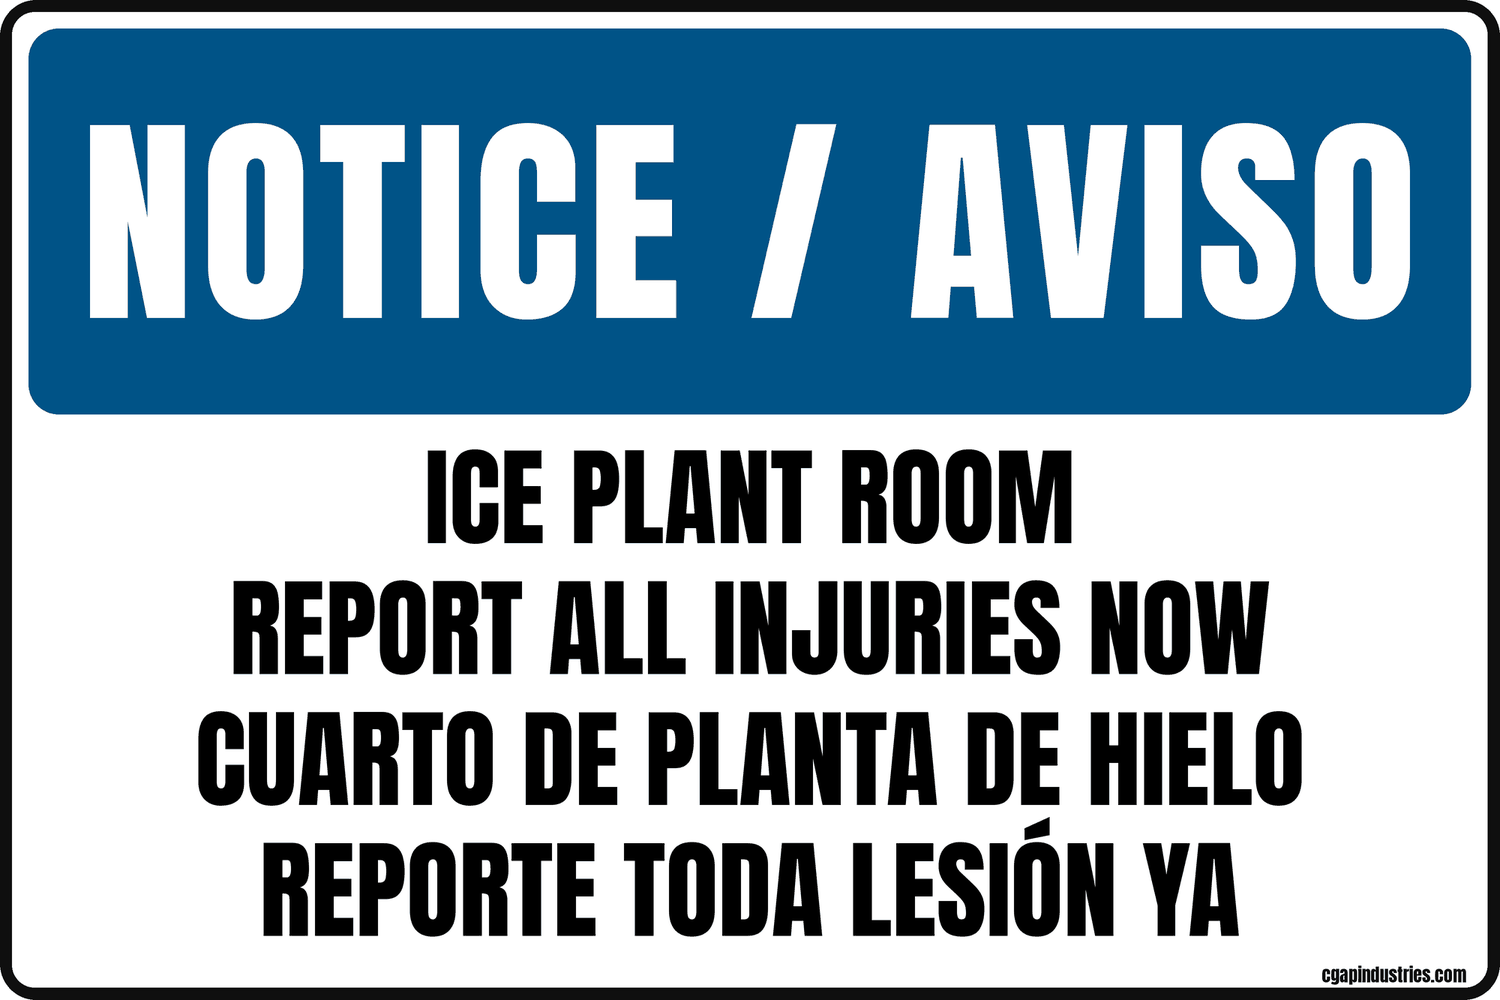 NOTICE / AVISO
ICE PLANT ROOM
REPORT ALL INJURIES NOW
CUARTO DE PLANTA DE HIELO
REPORTE TODA LESIÓN YA
cgapindustries.com